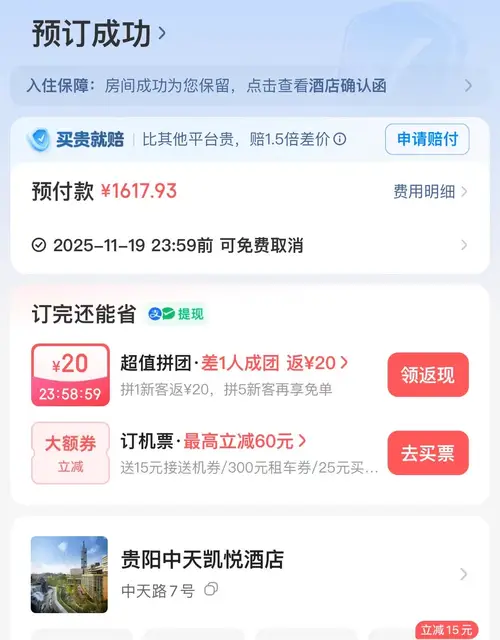 预订成功
入住保障：房间成功为您保留，点击查看酒店确认函
买贵就赔 比其他平台贵，赔1.5倍差价 申请赔付
预付款 ¥1617.93 费用明细
2025-11-19 23:59前 可免费取消
订完还能省 支 提现
¥20 超值拼团·差1人成团 返¥20 领返现
23:58:59 拼1新客返¥20，拼5新客再享免单
大额券 订机票·最高立减60元 去买票
立减 送15元接送机券/300元租车券/25元买...
贵阳中天凯悦酒店
中天路7号
立减15元